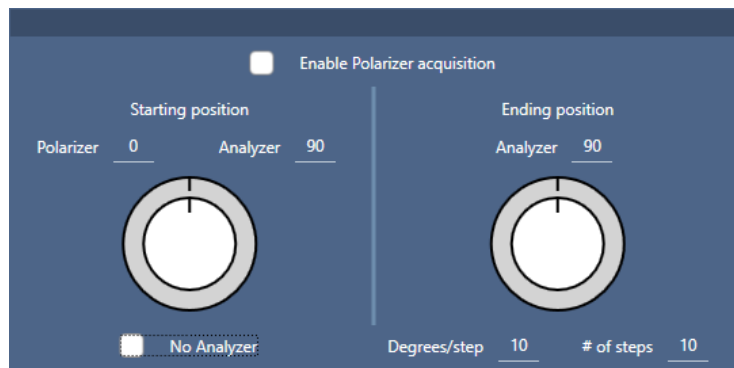 Enable Polarizer acquisition
Starting position
Polarizer 0 Analyzer 90
No Analyzer
Ending position
Analyzer 90
Degrees/step 10 # of steps 10